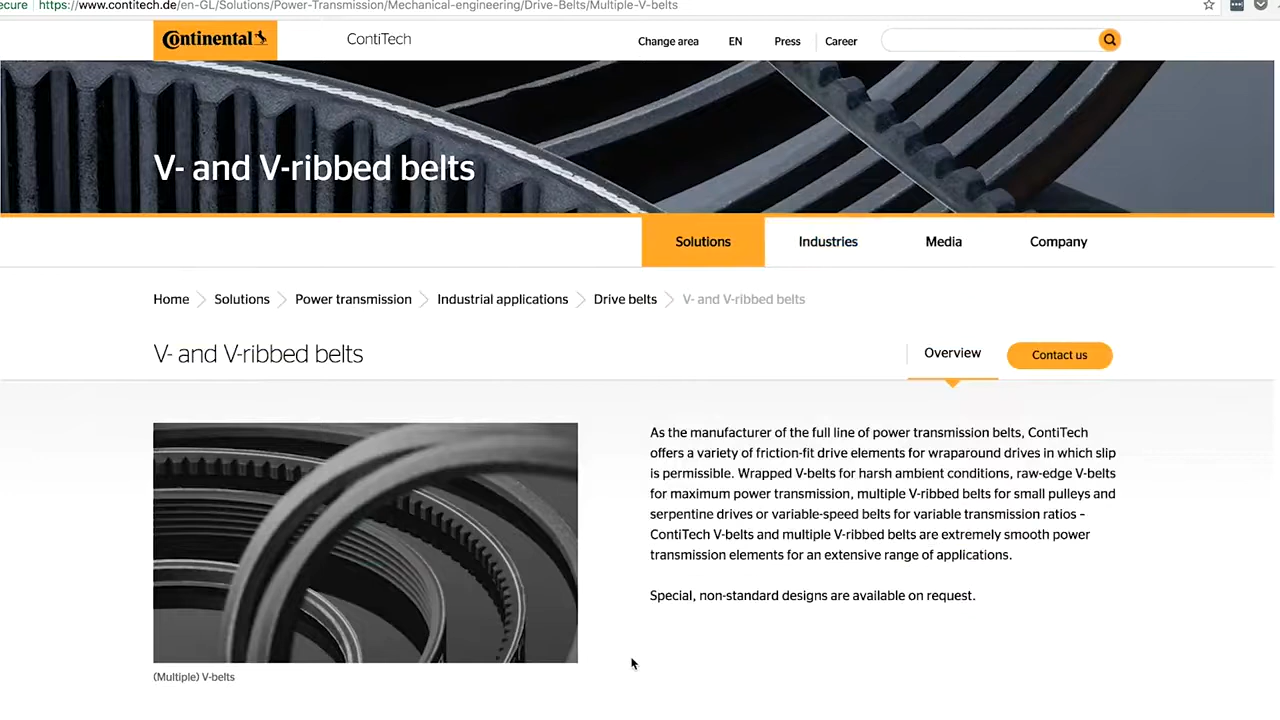 ecure https://www.contitech.de/en-GL/Solutions/Power-Transmission/Mechanical-engineering/Drive-Belts/Multiple-V-belts
Continental
ContiTech
Change area EN Press Career
V- and V-ribbed belts
Solutions Industries Media Company
Home Solutions Power transmission Industrial applications Drive belts V- and V-ribbed belts
V- and V-ribbed belts
Overview Contact us
As the manufacturer of the full line of power transmission belts, ContiTech
offers a variety of friction-fit drive elements for wraparound drives in which slip
is permissible. Wrapped V-belts for harsh ambient conditions, raw-edge V-belts
for maximum power transmission, multiple V-ribbed belts for small pulleys and
serpentine drives or variable-speed belts for variable transmission ratios –
ContiTech V-belts and multiple V-ribbed belts are extremely smooth power
transmission elements for an extensive range of applications.
Special, non-standard designs are available on request.
(Multiple) V-belts